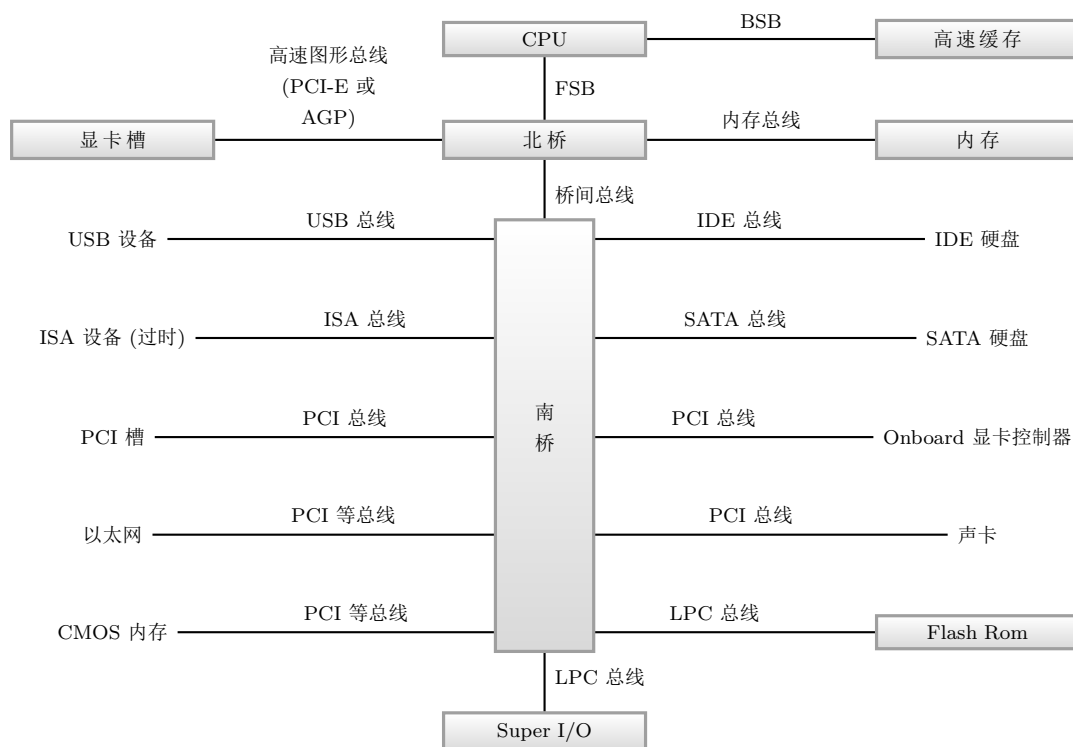 BSB
CPU
高速缓存
高速图形总线
(PCI-E 或
AGP)
FSB
显卡槽
北桥
内存总线
内存
桥间总线
USB 设备
USB 总线
IDE 总线
IDE 硬盘
ISA 设备 (过时)
ISA 总线
SATA 总线
SATA 硬盘
南
桥
PCI 槽
PCI 总线
PCI 总线
Onboard 显卡控制器
以太网
PCI 等总线
PCI 总线
声卡
CMOS 内存
PCI 等总线
LPC 总线
Flash Rom
LPC 总线
Super I/O